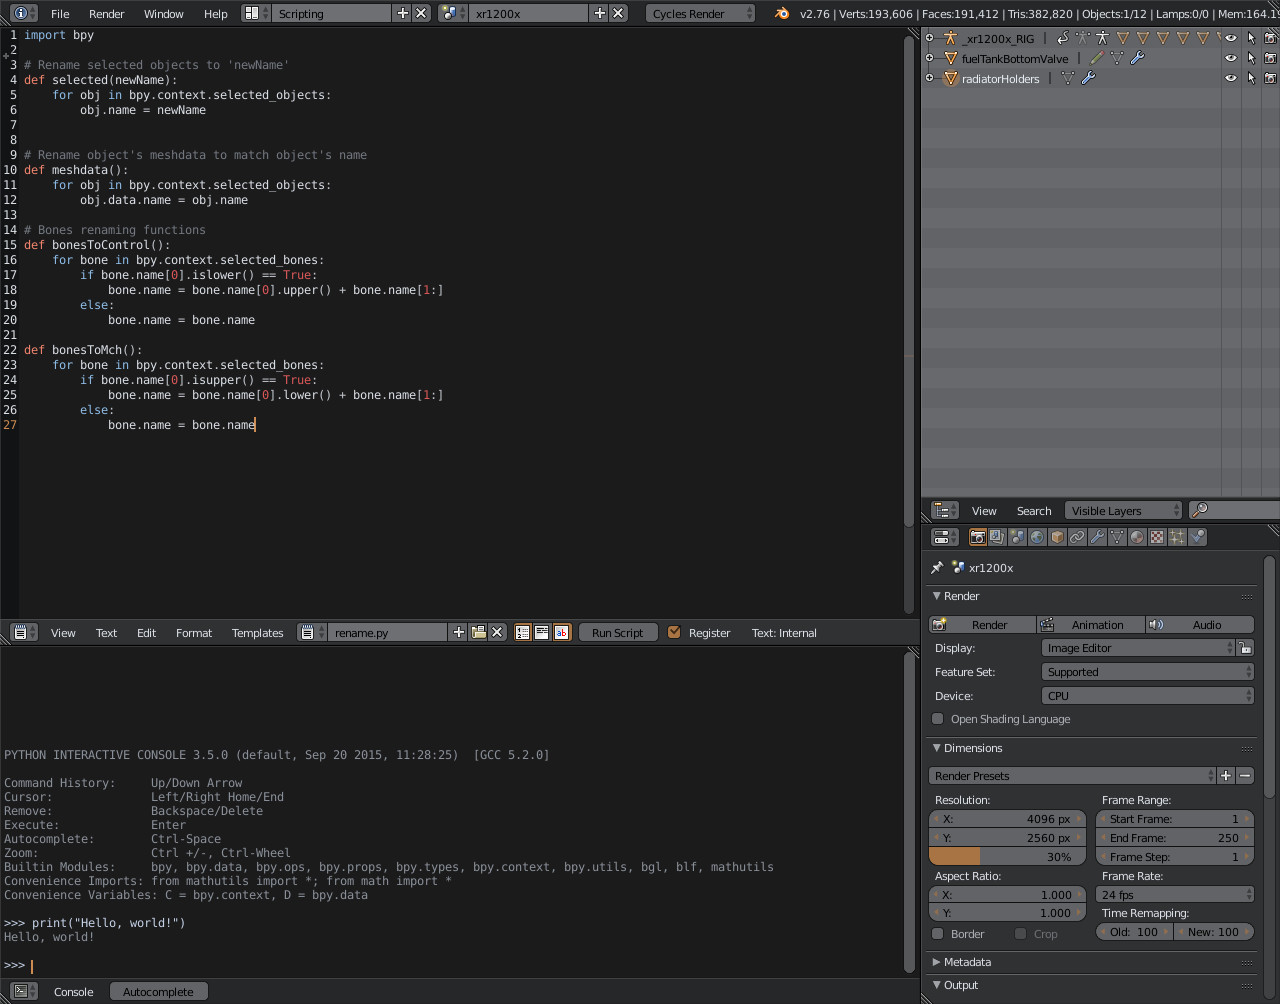 File Render Window Help Scripting xr1200x Cycles Render v2.76 | Verts:193,606 | Faces:191,412 | Tris:382,820 | Objects:1/12 | Lamps:0/0 | Mem:164.1
1 import bpy
2
3 # Rename selected objects to 'newName'
4 def selected(newName):
5     for obj in bpy.context.selected_objects:
6         obj.name = newName
7
8
9 # Rename object's meshdata to match object's name
10 def meshdata():
11     for obj in bpy.context.selected_objects:
12         obj.data.name = obj.name
13
14 # Bones renaming functions
15 def bonesToControl():
16     for bone in bpy.context.selected_bones:
17         if bone.name[0].islower() == True:
18             bone.name = bone.name[0].upper() + bone.name[1:]
19         else:
20             bone.name = bone.name
21
22 def bonesToMch():
23     for bone in bpy.context.selected_bones:
24         if bone.name[0].isupper() == True:
25             bone.name = bone.name[0].lower() + bone.name[1:]
26         else:
27             bone.name = bone.name
View Text Edit Format Templates rename.py Run Script Register Text: Internal
PYTHON INTERACTIVE CONSOLE 3.5.0 (default, Sep 20 2015, 11:28:25)  [GCC 5.2.0]
Command History:     Up/Down Arrow
Cursor:              Left/Right Home/End
Remove:              Backspace/Delete
Execute:             Enter
Autocomplete:        Ctrl-Space
Zoom:                Ctrl +/-, Ctrl-Wheel
Builtin Modules:     bpy, bpy.data, bpy.ops, bpy.props, bpy.types, bpy.context, bpy.utils, bgl, blf, mathutils
Convenience Imports: from mathutils import *; from math import *
Convenience Variables: C = bpy.context, D = bpy.data
>>> print("Hello, world!")
Hello, world!
>>>
Console Autocomplete
_xr1200x_RIG
fuelTankBottomValve
radiatorHolders
View Search Visible Layers
xr1200x
Render
Render Animation Audio
Display: Image Editor
Feature Set: Supported
Device: CPU
Open Shading Language
Dimensions
Render Presets
Resolution: Frame Range:
X: 4096 px Start Frame: 1
Y: 2560 px End Frame: 250
30% Frame Step: 1
Aspect Ratio: Frame Rate:
X: 1.000 24 fps
Y: 1.000 Time Remapping:
Border Crop Old: 100 New: 100
Metadata
Output